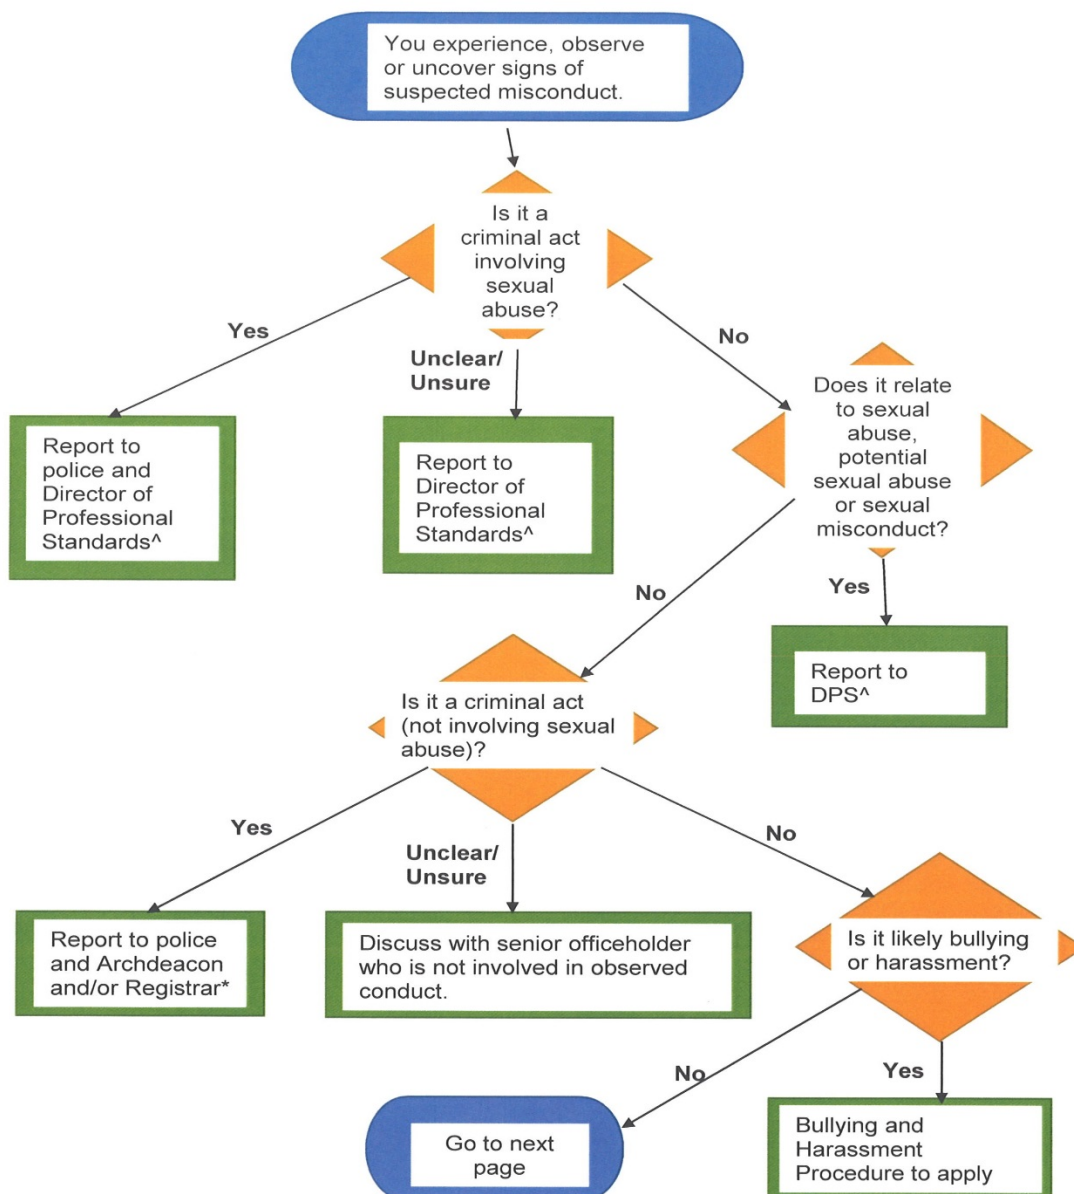 You experience, observe
or uncover signs of
suspected misconduct.
Is it a
criminal act
involving
sexual
abuse?
Yes
Unclear/
Unsure
No
Report to
police and
Director of
Professional
Standards^
Report to
Director of
Professional
Standards^
Does it relate
to sexual
abuse,
potential
sexual abuse
or sexual
misconduct?
No
Yes
Report to
DPS^
Is it a criminal act
(not involving sexual
abuse)?
Yes
Unclear/
Unsure
No
Report to police
and Archdeacon
and/or Registrar*
Discuss with senior officeholder
who is not involved in observed
conduct.
Is it likely bullying
or harassment?
No
Yes
Go to next
page
Bullying and
Harassment
Procedure to apply